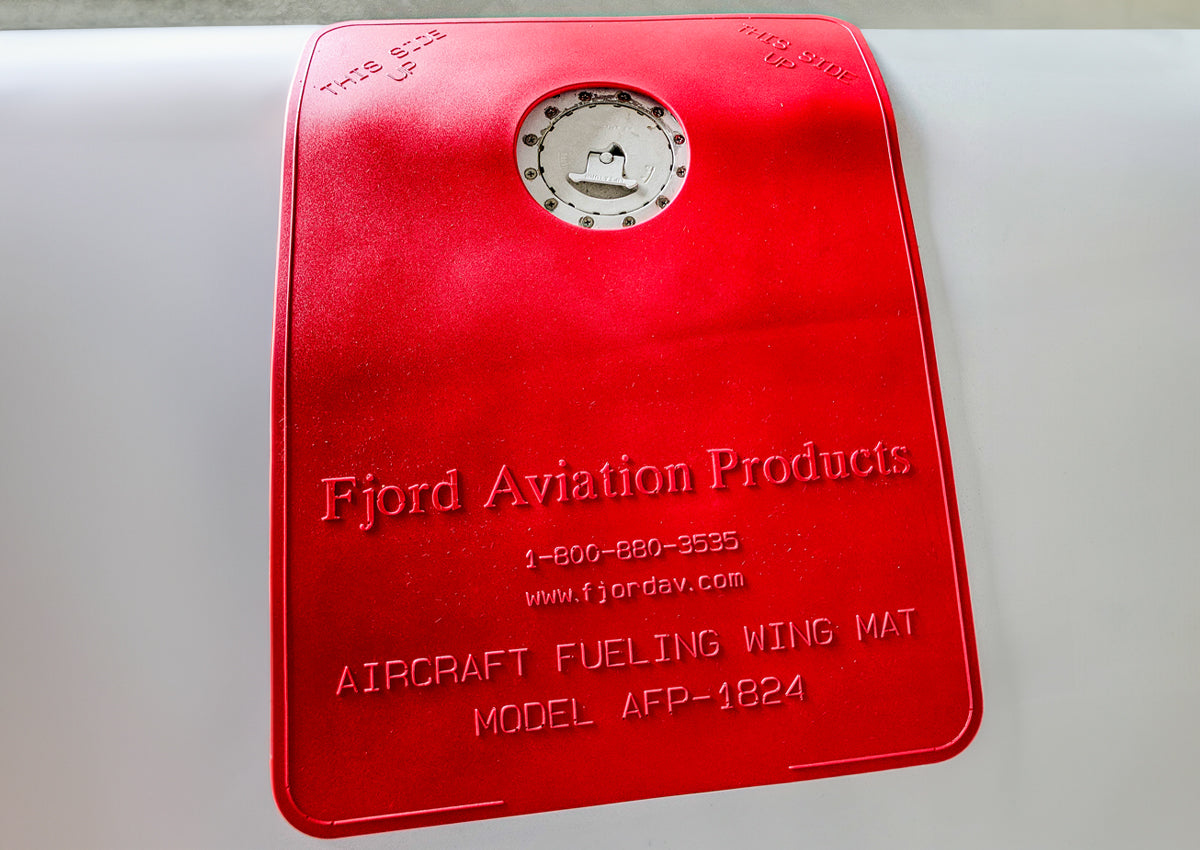 THIS SIDE
UP
THIS SIDE
UP
Fjord Aviation Products
1-800-880-3535
www.fjordav.com
AIRCRAFT FUELING WING MAT
MODEL AFP-1824